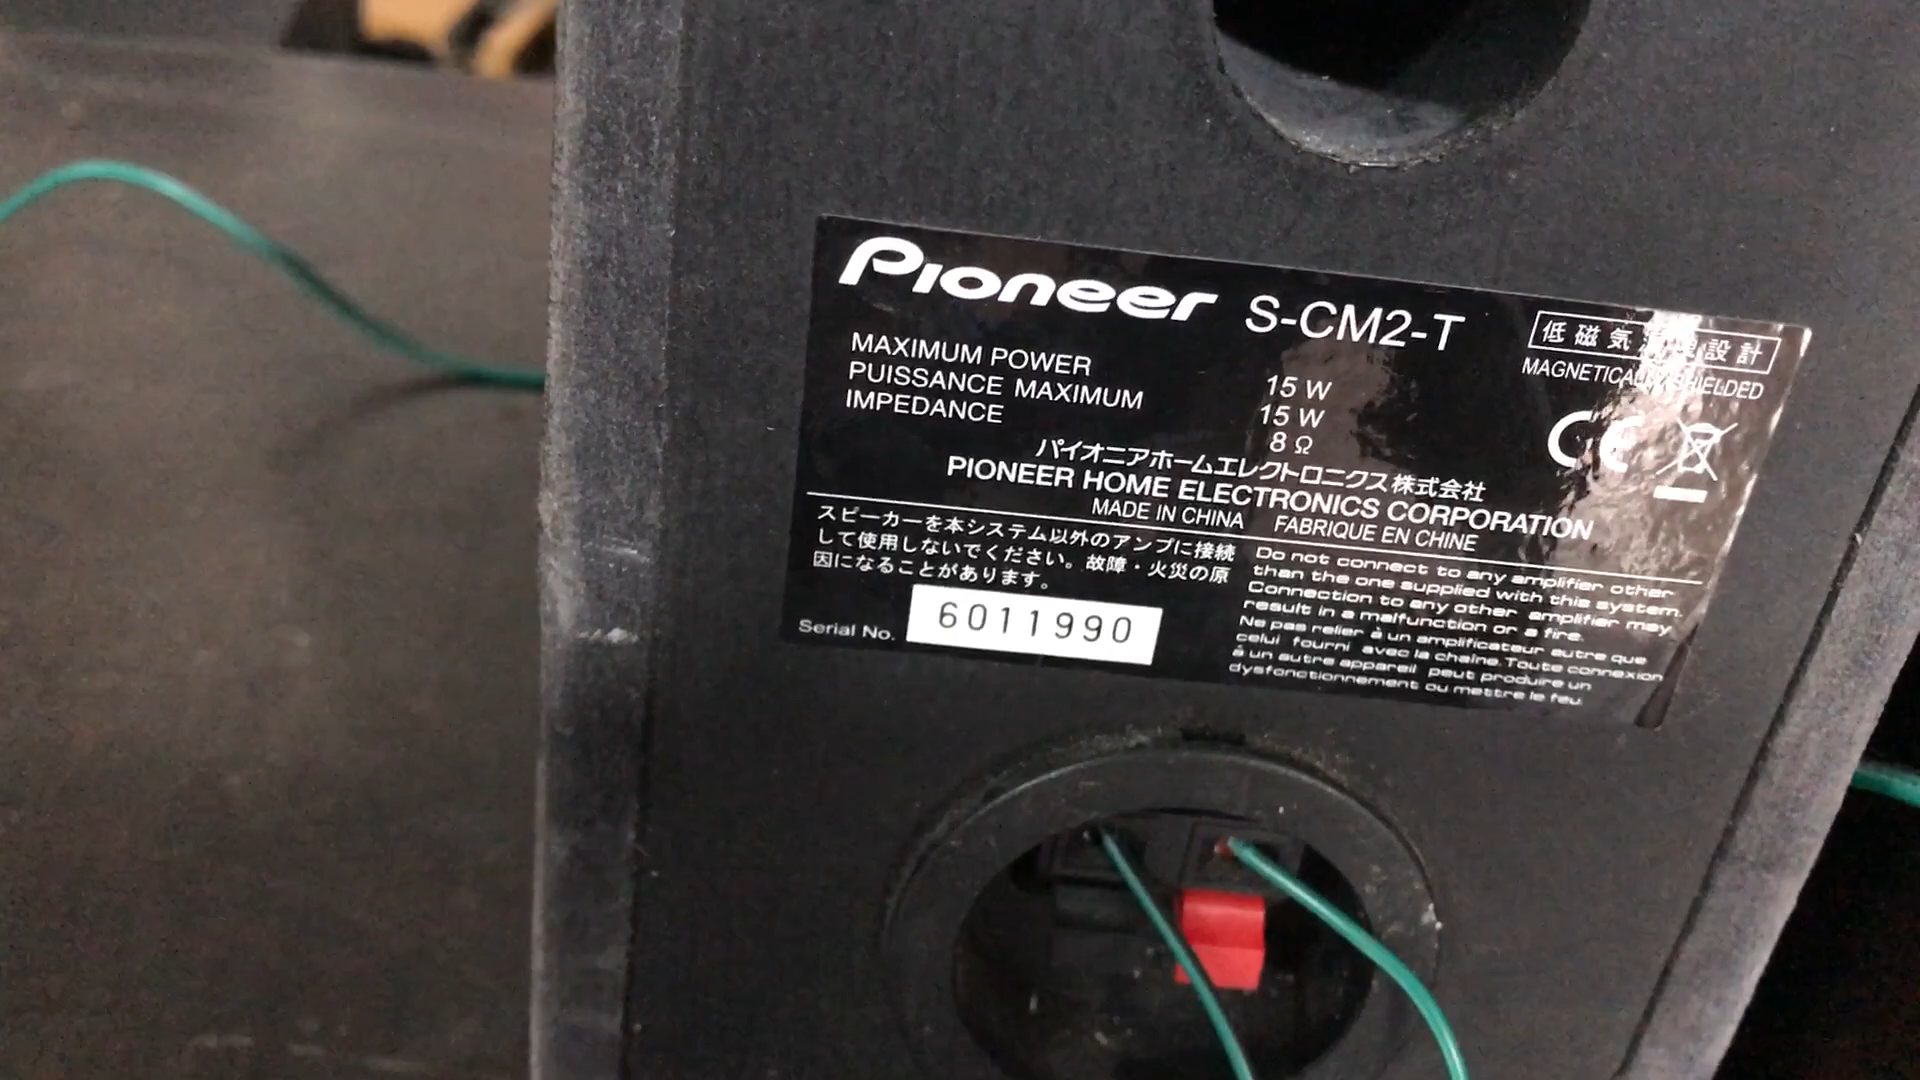 Pioneer S-CM2-T
低磁気漏洩設計
MAGNETICALLY SHIELDED
MAXIMUM POWER 15 W
PUISSANCE MAXIMUM 15 W
IMPEDANCE 8 Ω
CE
パイオニアホームエレクトロニクス株式会社
PIONEER HOME ELECTRONICS CORPORATION
MADE IN CHINA FABRIQUE EN CHINE
スピーカーを本システム以外のアンプに接続
して使用しないでください。故障・火災の原
因になることがあります。
Serial No. 6011990
Do not connect to any amplifier other
than the one supplied with this system.
Connection to any other amplifier may
result in a malfunction or a fire.
Ne pas relier à un amplificateur autre que
celui fourni avec la chaîne. Toute connexion
à un autre appareil peut produire un
dysfonctionnement ou mettre le feu.